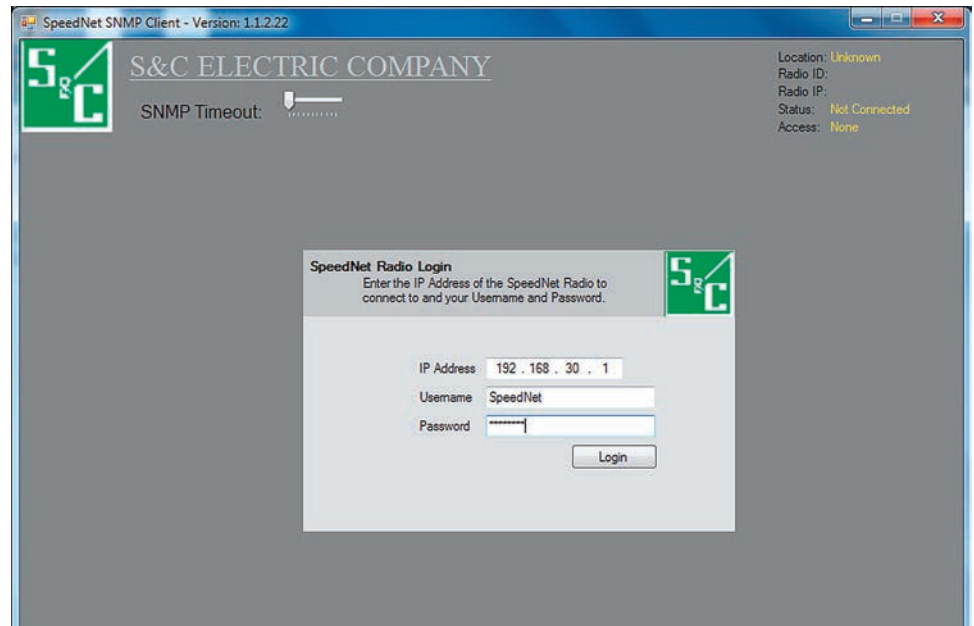 SpeedNet SNMP Client - Version: 1.1.2.22
S&C
S&C ELECTRIC COMPANY
SNMP Timeout:
Location: Unknown
Radio ID:
Radio IP:
Status: Not Connected
Access: None
SpeedNet Radio Login
Enter the IP Address of the SpeedNet Radio to
connect to and your Username and Password.
S&C
IP Address 192 . 168 . 30 . 1
Username SpeedNet
Password ********
Login